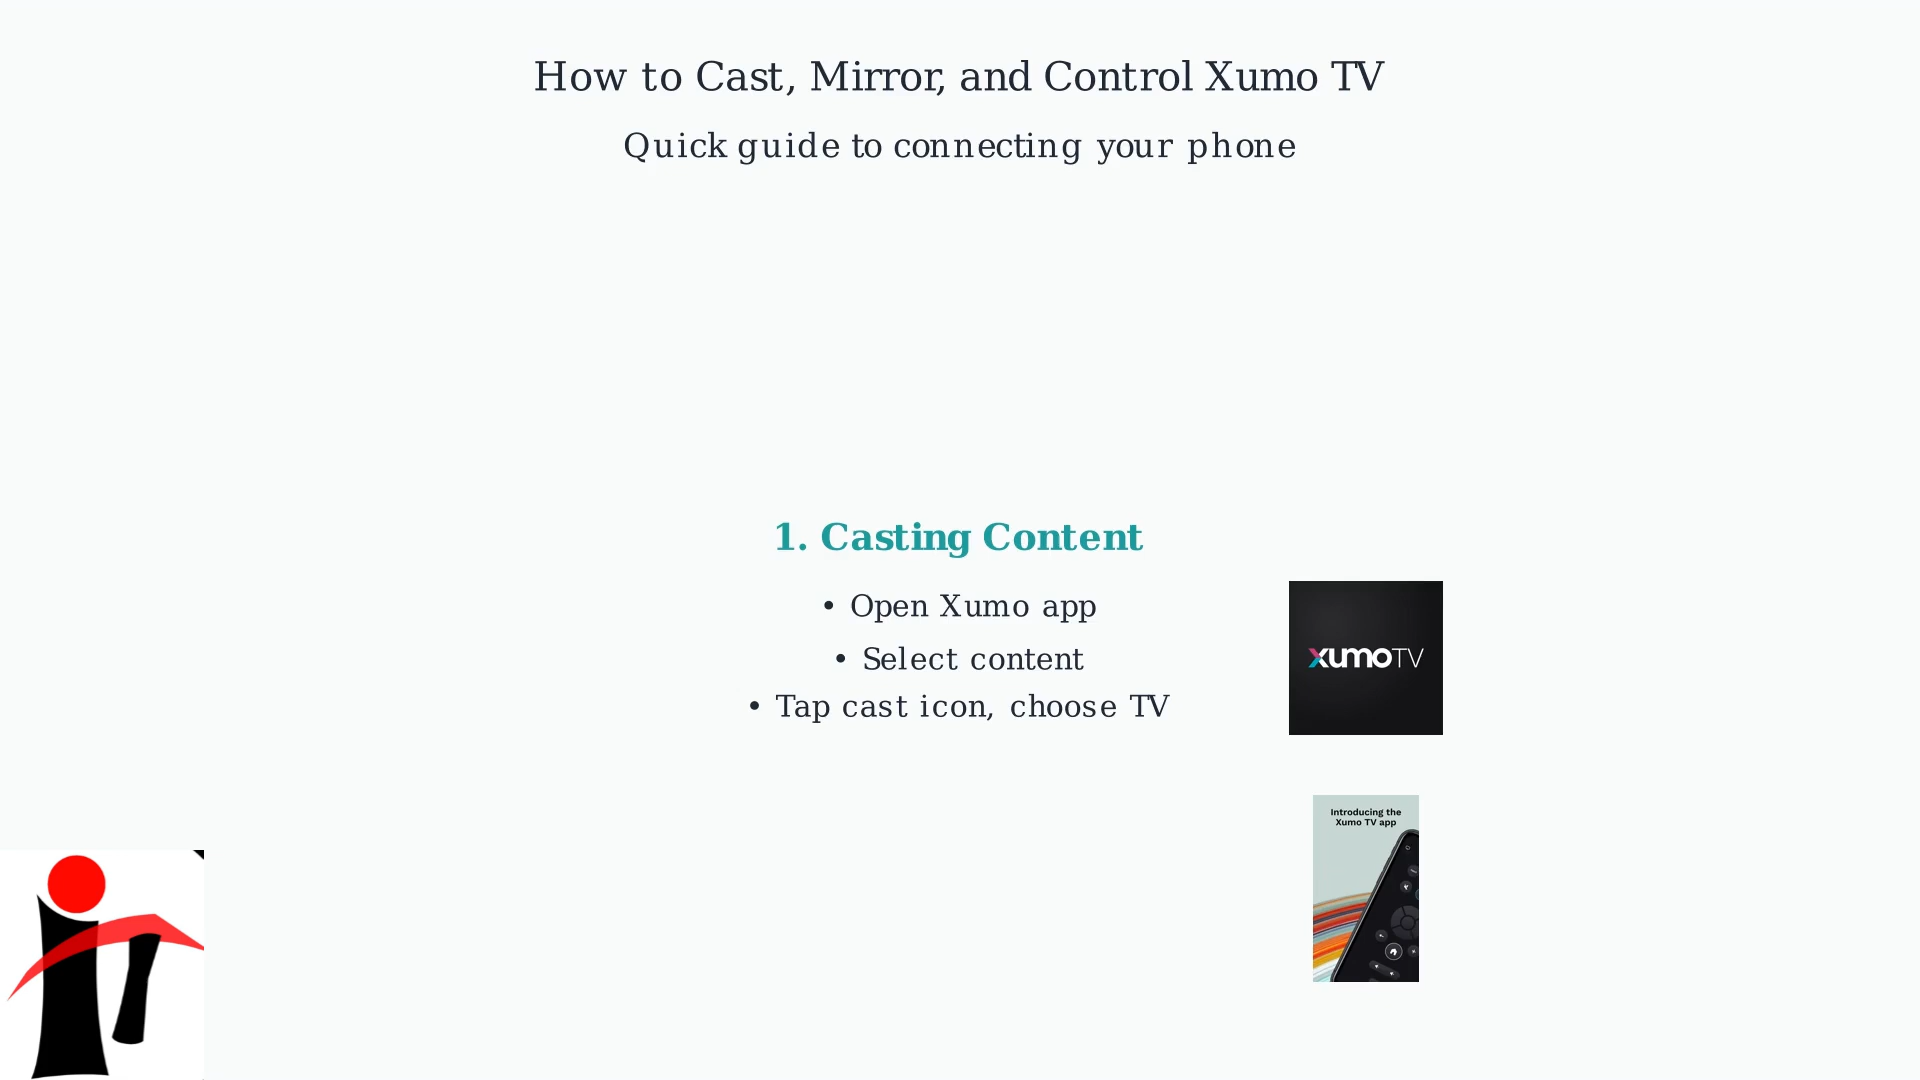 How to Cast, Mirror, and Control Xumo TV
Quick guide to connecting your phone
1. Casting Content
• Open Xumo app
• Select content
• Tap cast icon, choose TV
xumoTV
Introducing the
Xumo TV app